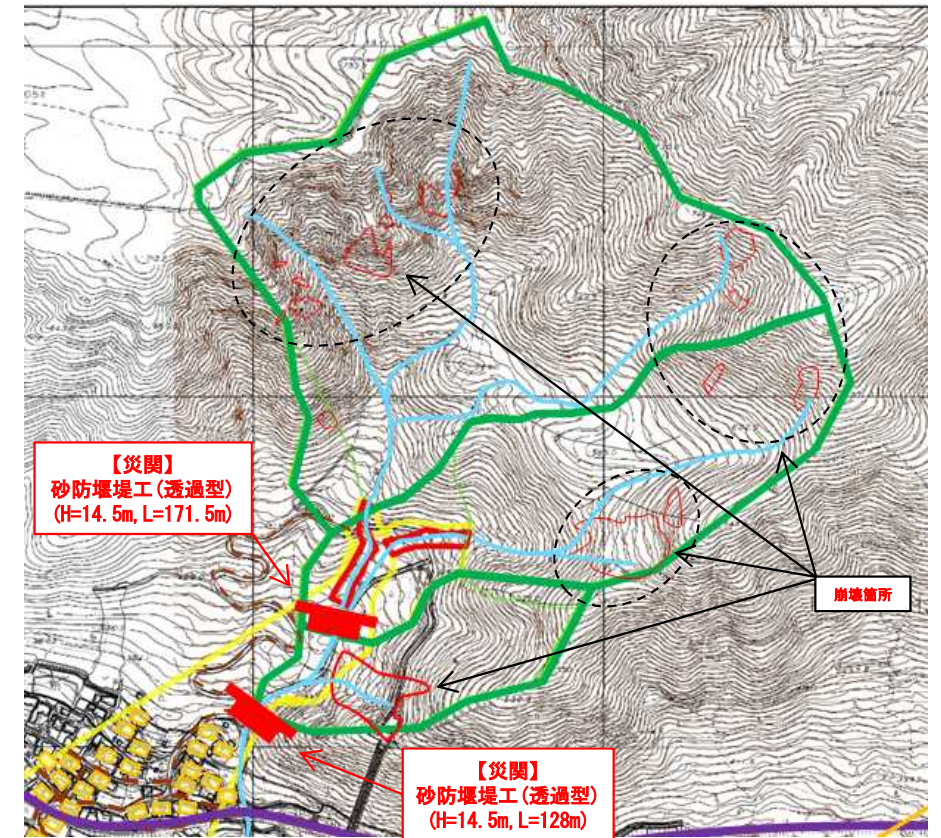 【災関】
砂防堰堤工(透過型)
(H=14.5m, L=171.5m)
崩壊箇所
【災関】
砂防堰堤工(透過型)
(H=14.5m, L=128m)